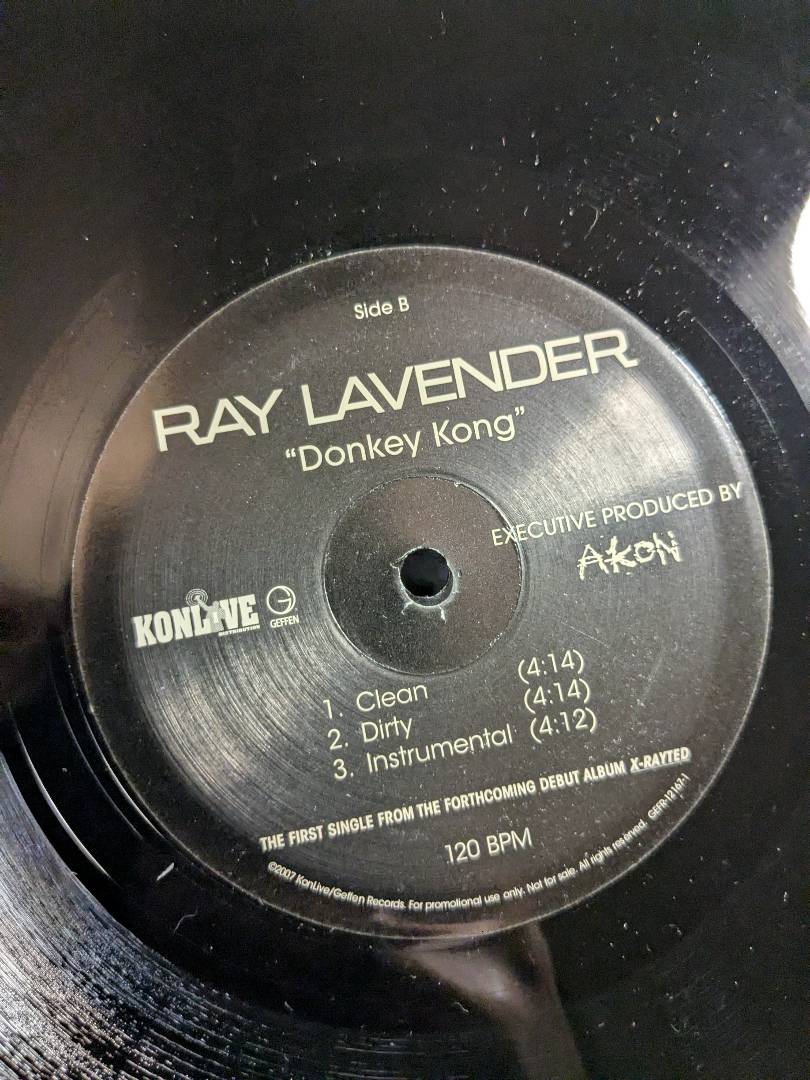 Side B
RAY LAVENDER
“Donkey Kong”
EXECUTIVE PRODUCED BY
AKON
KONLIVE
DISTRIBUTION
GEFFEN
1. Clean (4:14)
2. Dirty (4:14)
3. Instrumental (4:12)
THE FIRST SINGLE FROM THE FORTHCOMING DEBUT ALBUM X-RAYTED
120 BPM
©2007 KonLive/Geffen Records. For promotional use only. Not for sale. All rights reserved. GEFR-12167-1